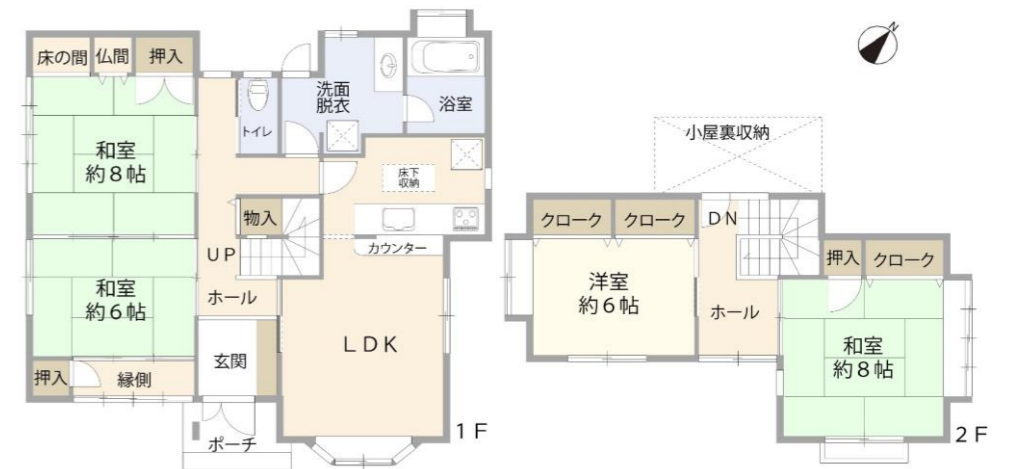 床の間
仏間
押入
和室
約8帖
トイレ
洗面
脱衣
浴室
床下
収納
物入
カウンター
UP
ホール
和室
約6帖
LDK
玄関
押入
縁側
ポーチ
1F
N
小屋裏収納
クローク
クローク
DN
洋室
約6帖
ホール
押入
クローク
和室
約8帖
2F